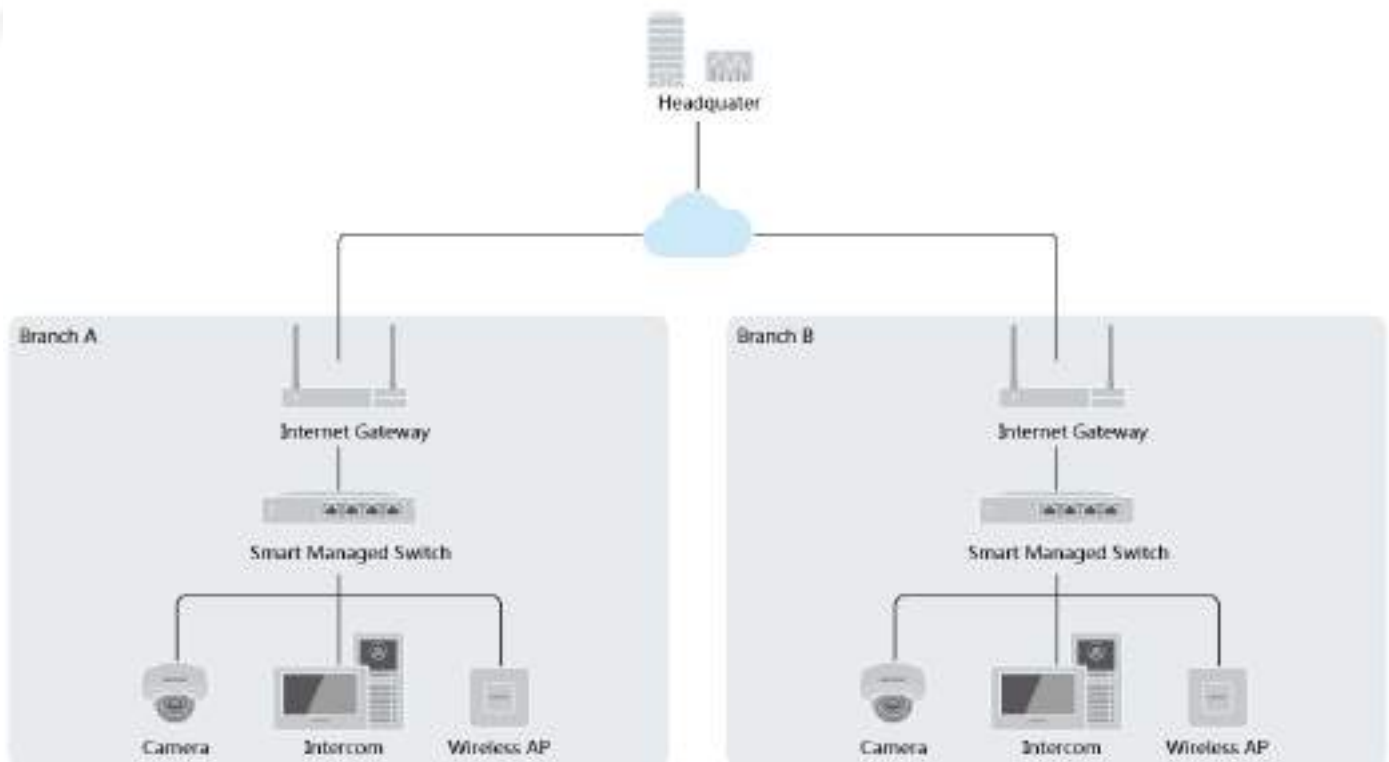 Headquater
Branch A
Internet Gateway
Smart Managed Switch
Camera
Intercom
Wireless AP
Branch B
Internet Gateway
Smart Managed Switch
Camera
Intercom
Wireless AP